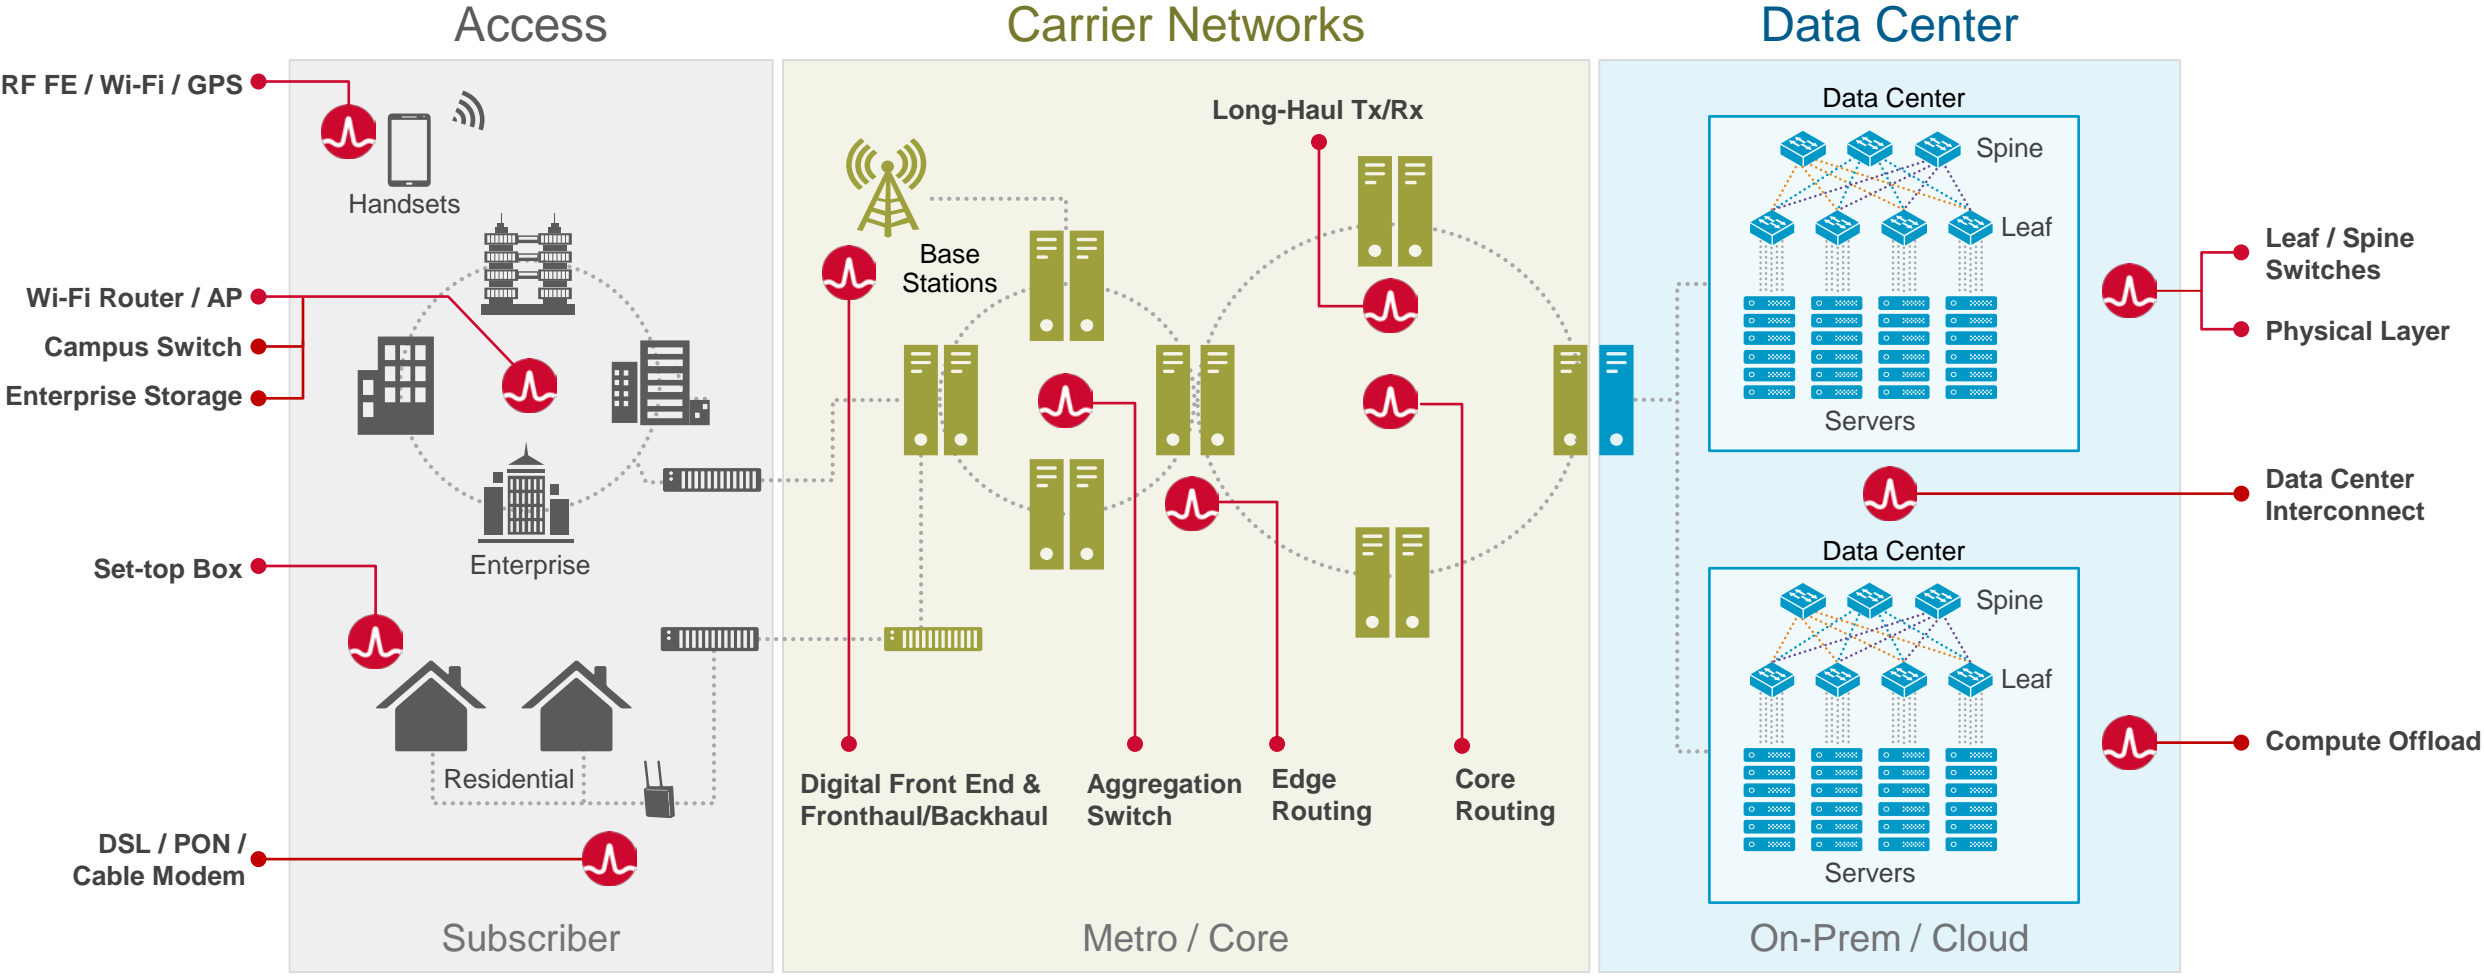 Access
Carrier Networks
Data Center
RF FE / Wi-Fi / GPS
Handsets
Wi-Fi Router / AP
Campus Switch
Enterprise Storage
Enterprise
Set-top Box
Residential
DSL / PON /
Cable Modem
Subscriber
Long-Haul Tx/Rx
Base
Stations
Digital Front End &
Fronthaul/Backhaul
Aggregation
Switch
Edge
Routing
Core
Routing
Metro / Core
Data Center
Spine
Leaf
Servers
Leaf / Spine
Switches
Physical Layer
Data Center
Interconnect
Data Center
Spine
Leaf
Servers
Compute Offload
On-Prem / Cloud